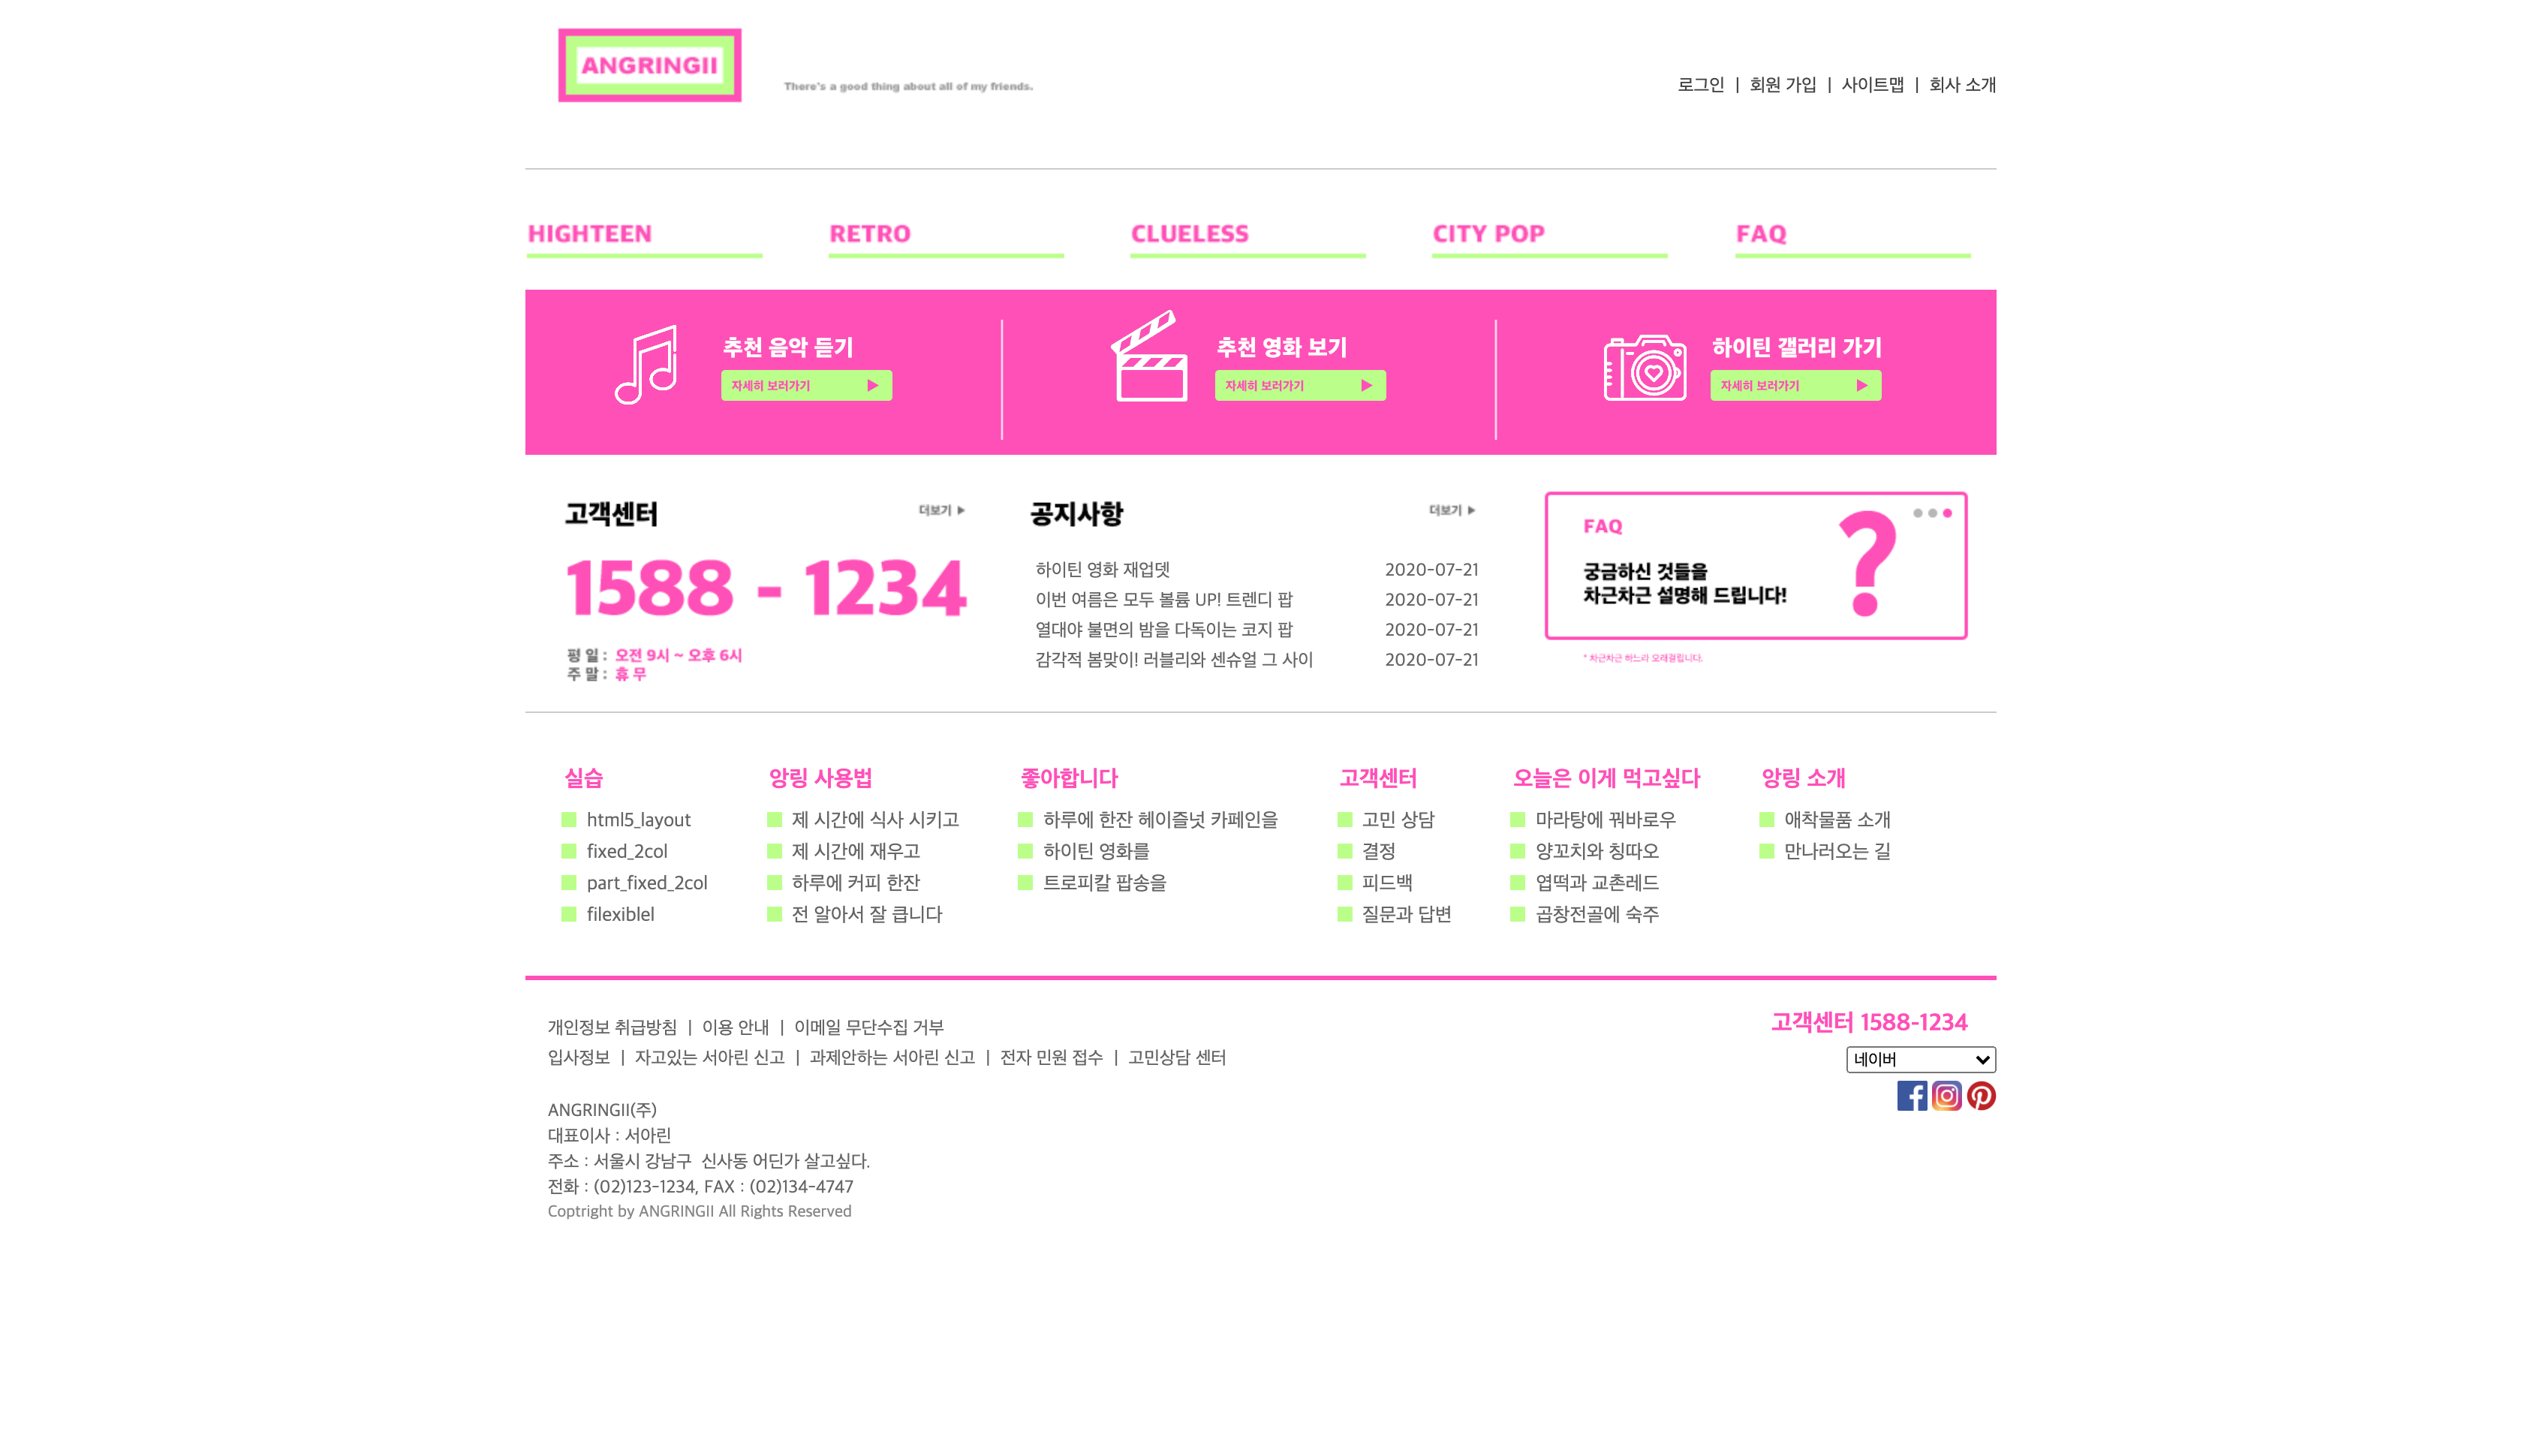 ANGRINGII
There's a good thing about all of my friends.
로그인 | 회원 가입 | 사이트맵 | 회사 소개
HIGHTEEN RETRO CLUELESS CITY POP FAQ
추천 음악 듣기
자세히 보러가기 ▶
추천 영화 보기
자세히 보러가기 ▶
하이틴 갤러리 가기
자세히 보러가기 ▶
고객센터 더보기 ▶
1588 - 1234
평 일 : 오전 9시 ~ 오후 6시
주 말 : 휴 무
공지사항 더보기 ▶
하이틴 영화 재업뎃 2020-07-21
이번 여름은 모두 볼륨 UP! 트렌디 팝 2020-07-21
열대야 불면의 밤을 다독이는 코지 팝 2020-07-21
감각적 봄맞이! 러블리와 센슈얼 그 사이 2020-07-21
FAQ
궁금하신 것들을
차근차근 설명해 드립니다!
?
* 차근차근 하느라 오래걸립니다.
실습
html5_layout
fixed_2col
part_fixed_2col
filexiblel
앙링 사용법
제 시간에 식사 시키고
제 시간에 재우고
하루에 커피 한잔
전 알아서 잘 큽니다
좋아합니다
하루에 한잔 헤이즐넛 카페인을
하이틴 영화를
트로피칼 팝송을
고객센터
고민 상담
결정
피드백
질문과 답변
오늘은 이게 먹고싶다
마라탕에 꿔바로우
양꼬치와 칭따오
엽떡과 교촌레드
곱창전골에 숙주
앙링 소개
애착물품 소개
만나러오는 길
개인정보 취급방침 | 이용 안내 | 이메일 무단수집 거부
입사정보 | 자고있는 서아린 신고 | 과제안하는 서아린 신고 | 전자 민원 접수 | 고민상담 센터
ANGRINGII(주)
대표이사 : 서아린
주소 : 서울시 강남구 신사동 어딘가 살고싶다.
전화 : (02)123-1234, FAX : (02)134-4747
Coptright by ANGRINGII All Rights Reserved
고객센터 1588-1234
네이버